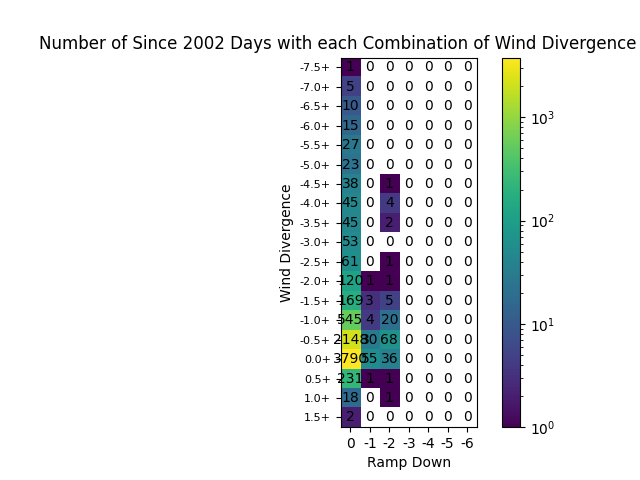 Number of Since 2002 Days with each Combination of Wind Divergence
-7.5+ 1 0 0 0 0 0 0
-7.0+ 5 0 0 0 0 0 0
-6.5+ 10 0 0 0 0 0 0
-6.0+ 15 0 0 0 0 0 0
-5.5+ 27 0 0 0 0 0 0
-5.0+ 23 0 0 0 0 0 0
-4.5+ 38 0 1 0 0 0 0
-4.0+ 45 0 4 0 0 0 0
-3.5+ 45 0 2 0 0 0 0
-3.0+ 53 0 0 0 0 0 0
-2.5+ 61 0 1 0 0 0 0
-2.0+ 120 1 1 0 0 0 0
-1.5+ 169 3 5 0 0 0 0
-1.0+ 545 4 20 0 0 0 0
-0.5+ 2148 68 0 0 0 0
0.0+ 3790 55 36 0 0 0 0
0.5+ 231 1 1 0 0 0 0
1.0+ 18 0 1 0 0 0 0
1.5+ 2 0 0 0 0 0 0
0 -1 -2 -3 -4 -5 -6
Ramp Down
Wind Divergence
10³
10²
10¹
10⁰